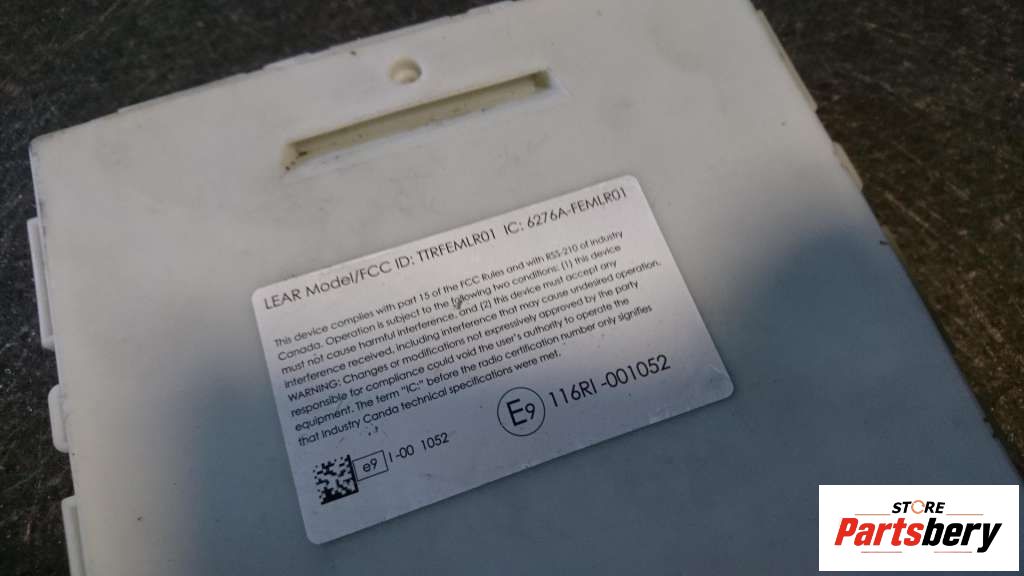 LEAR Model/FCC ID: TTRFEMLR01 IC: 6276A-FEMLR01
This device complies with part 15 of the FCC Rules and with RSS-210 of industry
Canada. Operation is subject to the following two conditions: (1) this device
must not cause harmful interference, and (2) this device must accept any
interference received, including interference that may cause undesired operation.
WARNING: Changes or modifications not expressively approved by the party
responsible for compliance could void the user's authority to operate the
equipment. The term "IC:" before the radio certification number only signifies
that Industry Canda technical specifications were met.
E9 116RI -001052
e9 I -00 1052
STORE
Partsbery